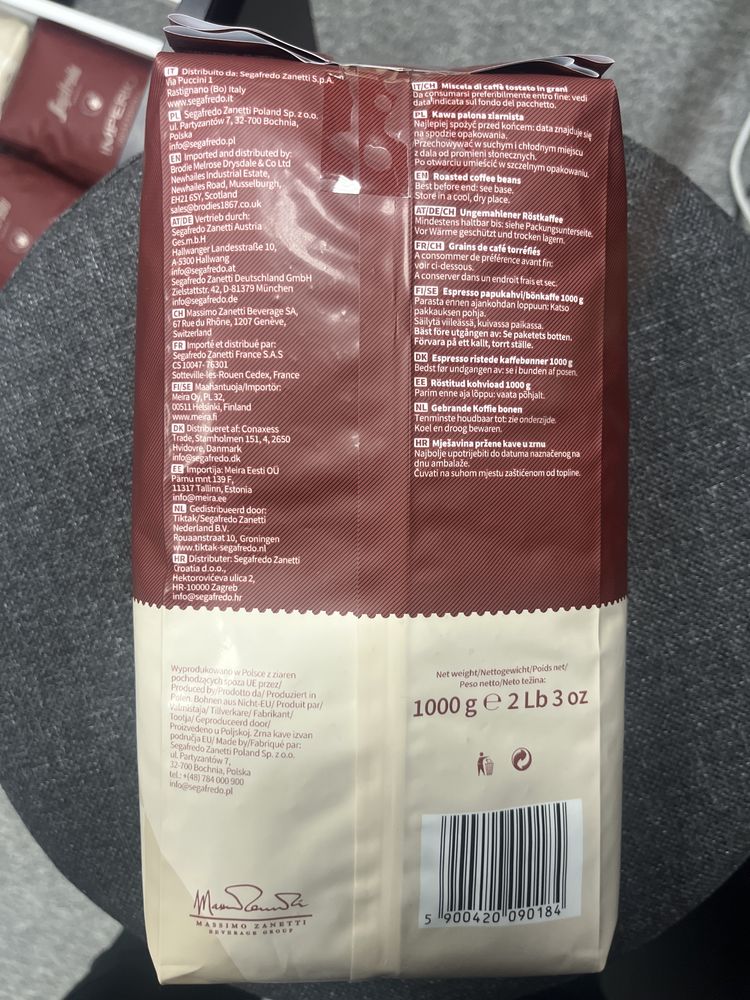 IT Distribuito da: Segafredo Zanetti S.p.A.
Via Puccini 1
Rastignano (Bo) Italy
www.segafredo.it
PL Segafredo Zanetti Poland Sp. z o.o.
ul. Partyzantów 7, 32-700 Bochnia,
Polska
info@segafredo.pl
EN Imported and distributed by:
Brodie Melrose Drysdale & Co Ltd
Newhailes Industrial Estate,
Newhailes Road, Musselburgh,
EH21 6SY, Scotland
sales@brodies1867.co.uk
AT/DE Vertrieb durch:
Segafredo Zanetti Austria
Ges.m.b.H
Hallwanger Landesstraße 10,
A-5300 Hallwang
info@segafredo.at
Segafredo Zanetti Deutschland GmbH
Zielstattstr. 42, D-81379 München
info@segafredo.de
CH Massimo Zanetti Beverage SA,
67 Rue du Rhône, 1207 Genève,
Switzerland
FR Importé et distribué par:
Segafredo Zanetti France S.A.S
CS 10047- 76301
Sotteville-lès-Rouen Cedex, France
FI/SE Maahantuoja/Importör:
Meira Oy, PL 32,
00511 Helsinki, Finland
www.meira.fi
DK Distribueret af: Conaxess
Trade, Stamholmen 151, 4, 2650
Hvidovre, Danmark
info@segafredo.dk
EE Importija: Meira Eesti OÜ
Pärnu mnt 139 F,
11317 Tallinn, Estonia
info@meira.ee
NL Gedistribueerd door:
Tiktak/Segafredo Zanetti
Nederland B.V.
Rouaanstraat 10, Groningen
www.tiktak-segafredo.nl
HR Distributer: Segafredo Zanetti
Croatia d.o.o.,
Hektorovićeva ulica 2,
HR-10000 Zagreb
info@segafredo.hr
IT/CH Miscela di caffè tostato in grani
Da consumarsi preferibilmente entro fine: vedi
data indicata sul fondo del pacchetto.
PL Kawa palona ziarnista
Najlepiej spożyć przed końcem: data znajduje się
na spodzie opakowania.
Przechowywać w suchym i chłodnym miejscu
z dala od promieni słonecznych.
Po otwarciu umieścić w szczelnym opakowaniu.
EN Roasted coffee beans
Best before end: see base.
Store in a cool, dry place.
AT/DE/CH Ungemahlener Röstkaffee
Mindestens haltbar bis: siehe Packungsunterseite.
Vor Wärme geschützt und trocken lagern.
FR/CH Grains de café torréfiés
A consommer de préférence avant fin:
voir ci-dessous.
A conserver dans un endroit frais et sec.
FI/SE Espresso papukahvi/bönkaffe 1000 g
Parasta ennen ajankohdan loppuun: Katso
pakkauksen pohja.
Säilytä viileässä, kuivassa paikassa.
Bäst före utgången av: Se paketets botten.
Förvara på ett kallt, torrt ställe.
DK Espresso ristede kaffebønner 1000 g
Bedst før undgangen av: se i bunden af posen.
EE Röstitud kohvioad 1000 g
Parim enne aja lõppu: vaata põhjalt.
NL Gebrande Koffie bonen
Tenminste houdbaar tot: zie onderzijde.
Koel en droog bewaren.
HR Mješavina pržene kave u zrnu
Najbolje upotrijebiti do datuma naznačenog na
dnu ambalaže.
Čuvati na suhom mjestu zaštićenom od topline.
Wyprodukowano w Polsce z ziaren
pochodzących spoza UE przez/
Produced by/Prodotto da/ Produziert in
Polen. Bohnen aus Nicht-EU/ Produit par/
Valmistaja/ Tillverkare/ Fabrikant/
Tootja/ Geproduceerd door/
Proizvedeno u Poljskoj. Zrna kave izvan
područja EU/ Made by/Fabriqué par:
Segafredo Zanetti Poland Sp. z o.o.
ul. Partyzantów 7,
32-700 Bochnia, Polska
tel.: +(48) 784 000 900
info@segafredo.pl
Net weight/Nettogewicht/Poids net/
Peso netto/Neto težina:
1000 g ℮ 2 Lb 3 oz
MASSIMO ZANETTI
BEVERAGE GROUP
5 900420 090184